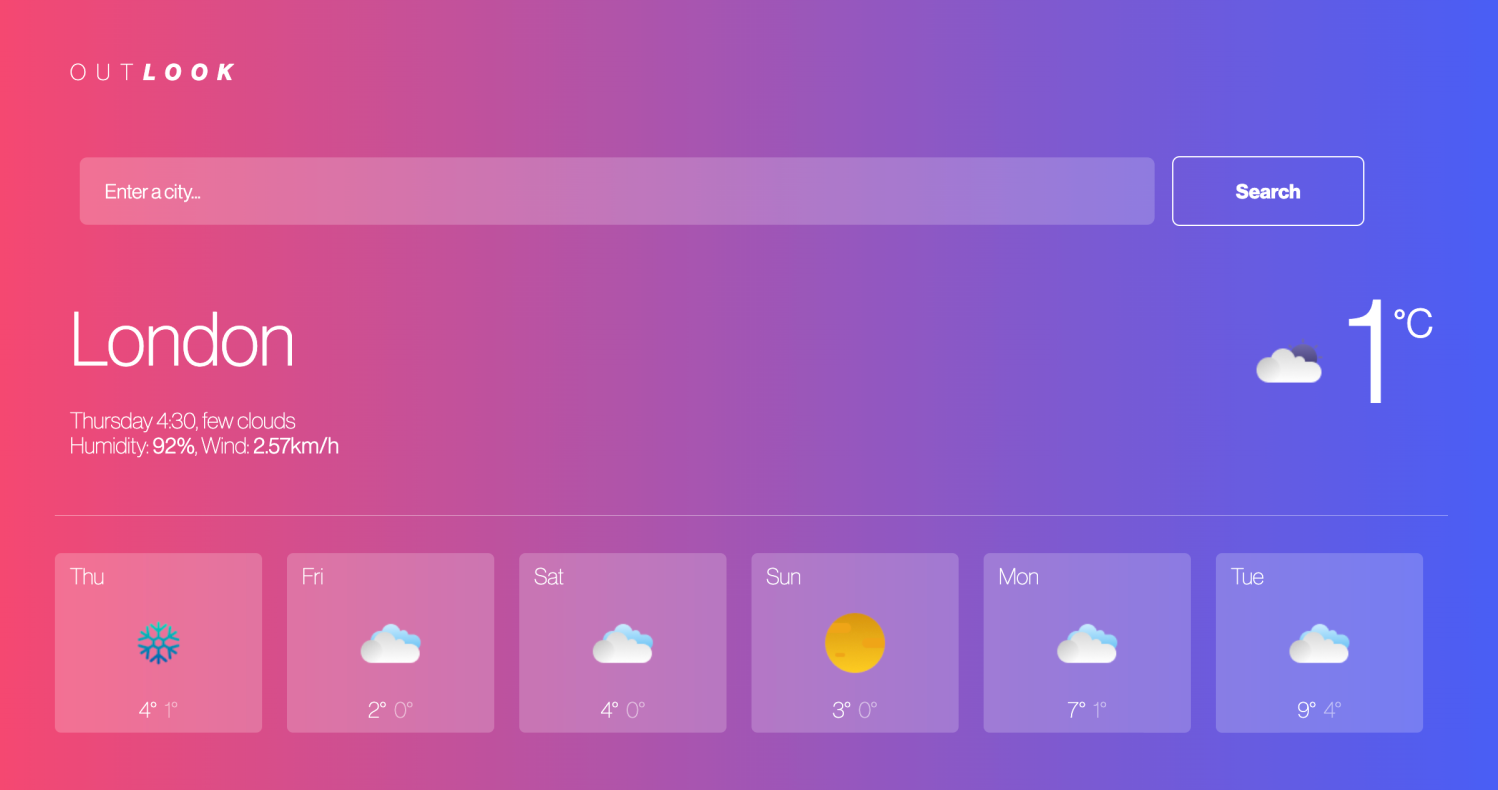 OUTLOOK
Enter a city...
Search
London
1 °C
Thursday 4:30, few clouds
Humidity: 92%, Wind: 2.57km/h
Thu
4° 1°
Fri
2° 0°
Sat
4° 0°
Sun
3° 0°
Mon
7° 1°
Tue
9° 4°